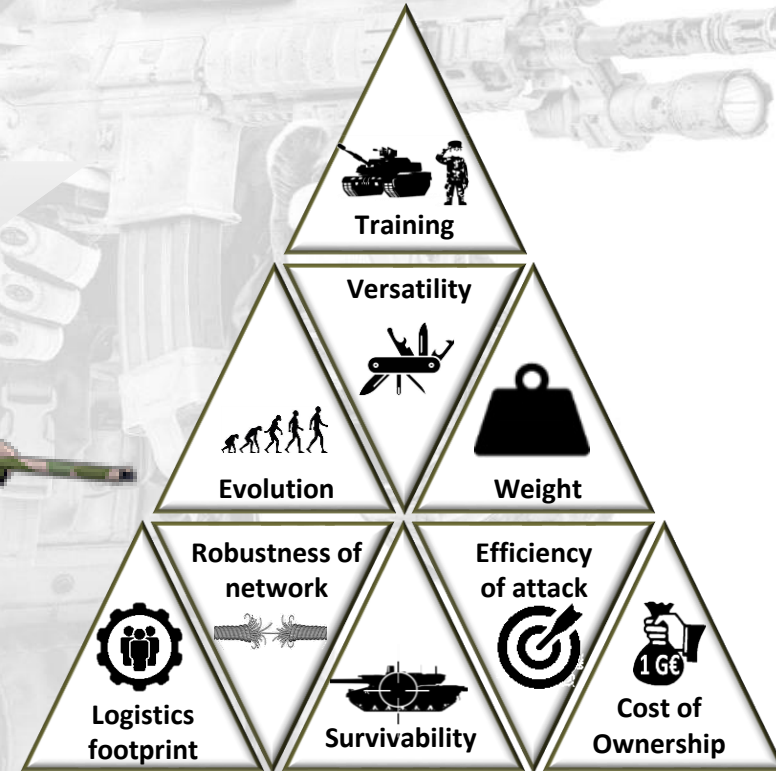 Training
Versatility
Evolution
Weight
Robustness of
network
Efficiency
of attack
1 G€
Logistics
footprint
Survivability
Cost of
Ownership